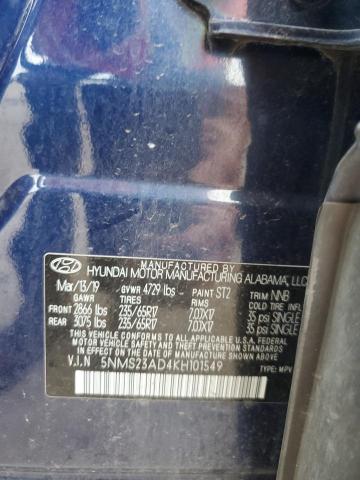 MANUFACTURED BY
HYUNDAI MOTOR MANUFACTURING ALABAMA, LLC
Mar/13/19 GVWR 4729 lbs PAINT ST2 TRIM NNB
GAWR TIRES RIMS COLD TIRE INF.
FRONT 2866 lbs 235/65R17 7.0JX17 35 psi SINGLE
REAR 3075 lbs 235/65R17 7.0JX17 35 psi SINGLE
THIS VEHICLE CONFORMS TO ALL APPLICABLE U.S.A. FEDERAL
MOTOR VEHICLE SAFETY AND THEFT PREVENTION
STANDARDS IN EFFECT ON THE DATE OF MANUFACTURE SHOWN ABOVE.
V.I.N 5NMS23AD4KH101549 TYPE: MPV